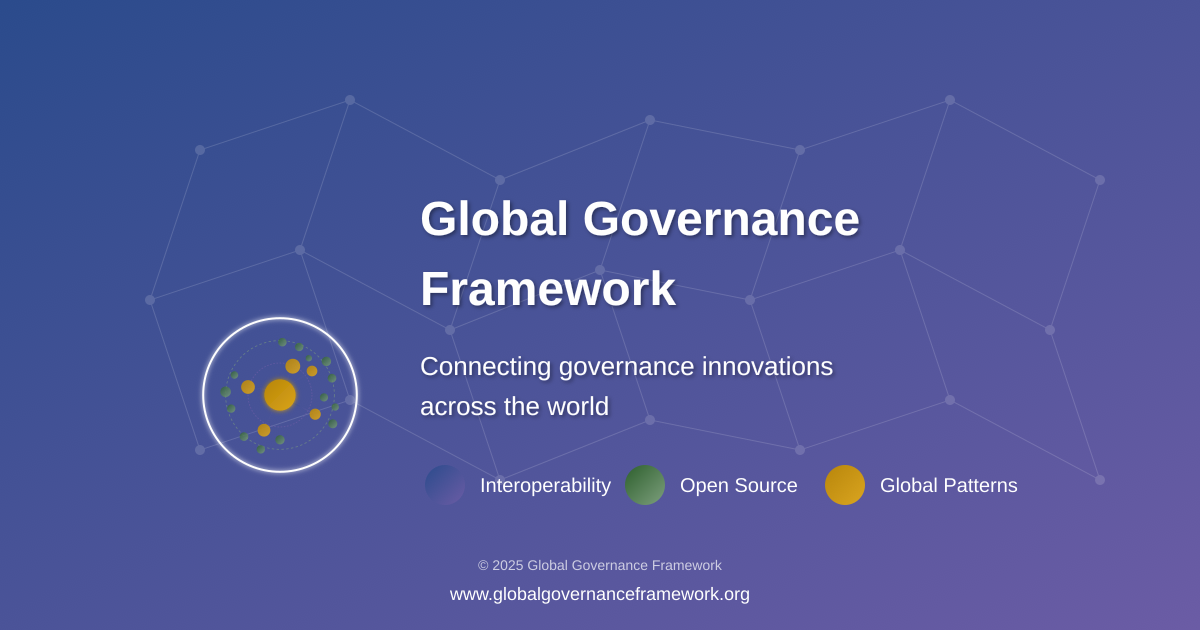 Global Governance
Framework
Connecting governance innovations
across the world
Interoperability Open Source Global Patterns
© 2025 Global Governance Framework
www.globalgovernanceframework.org